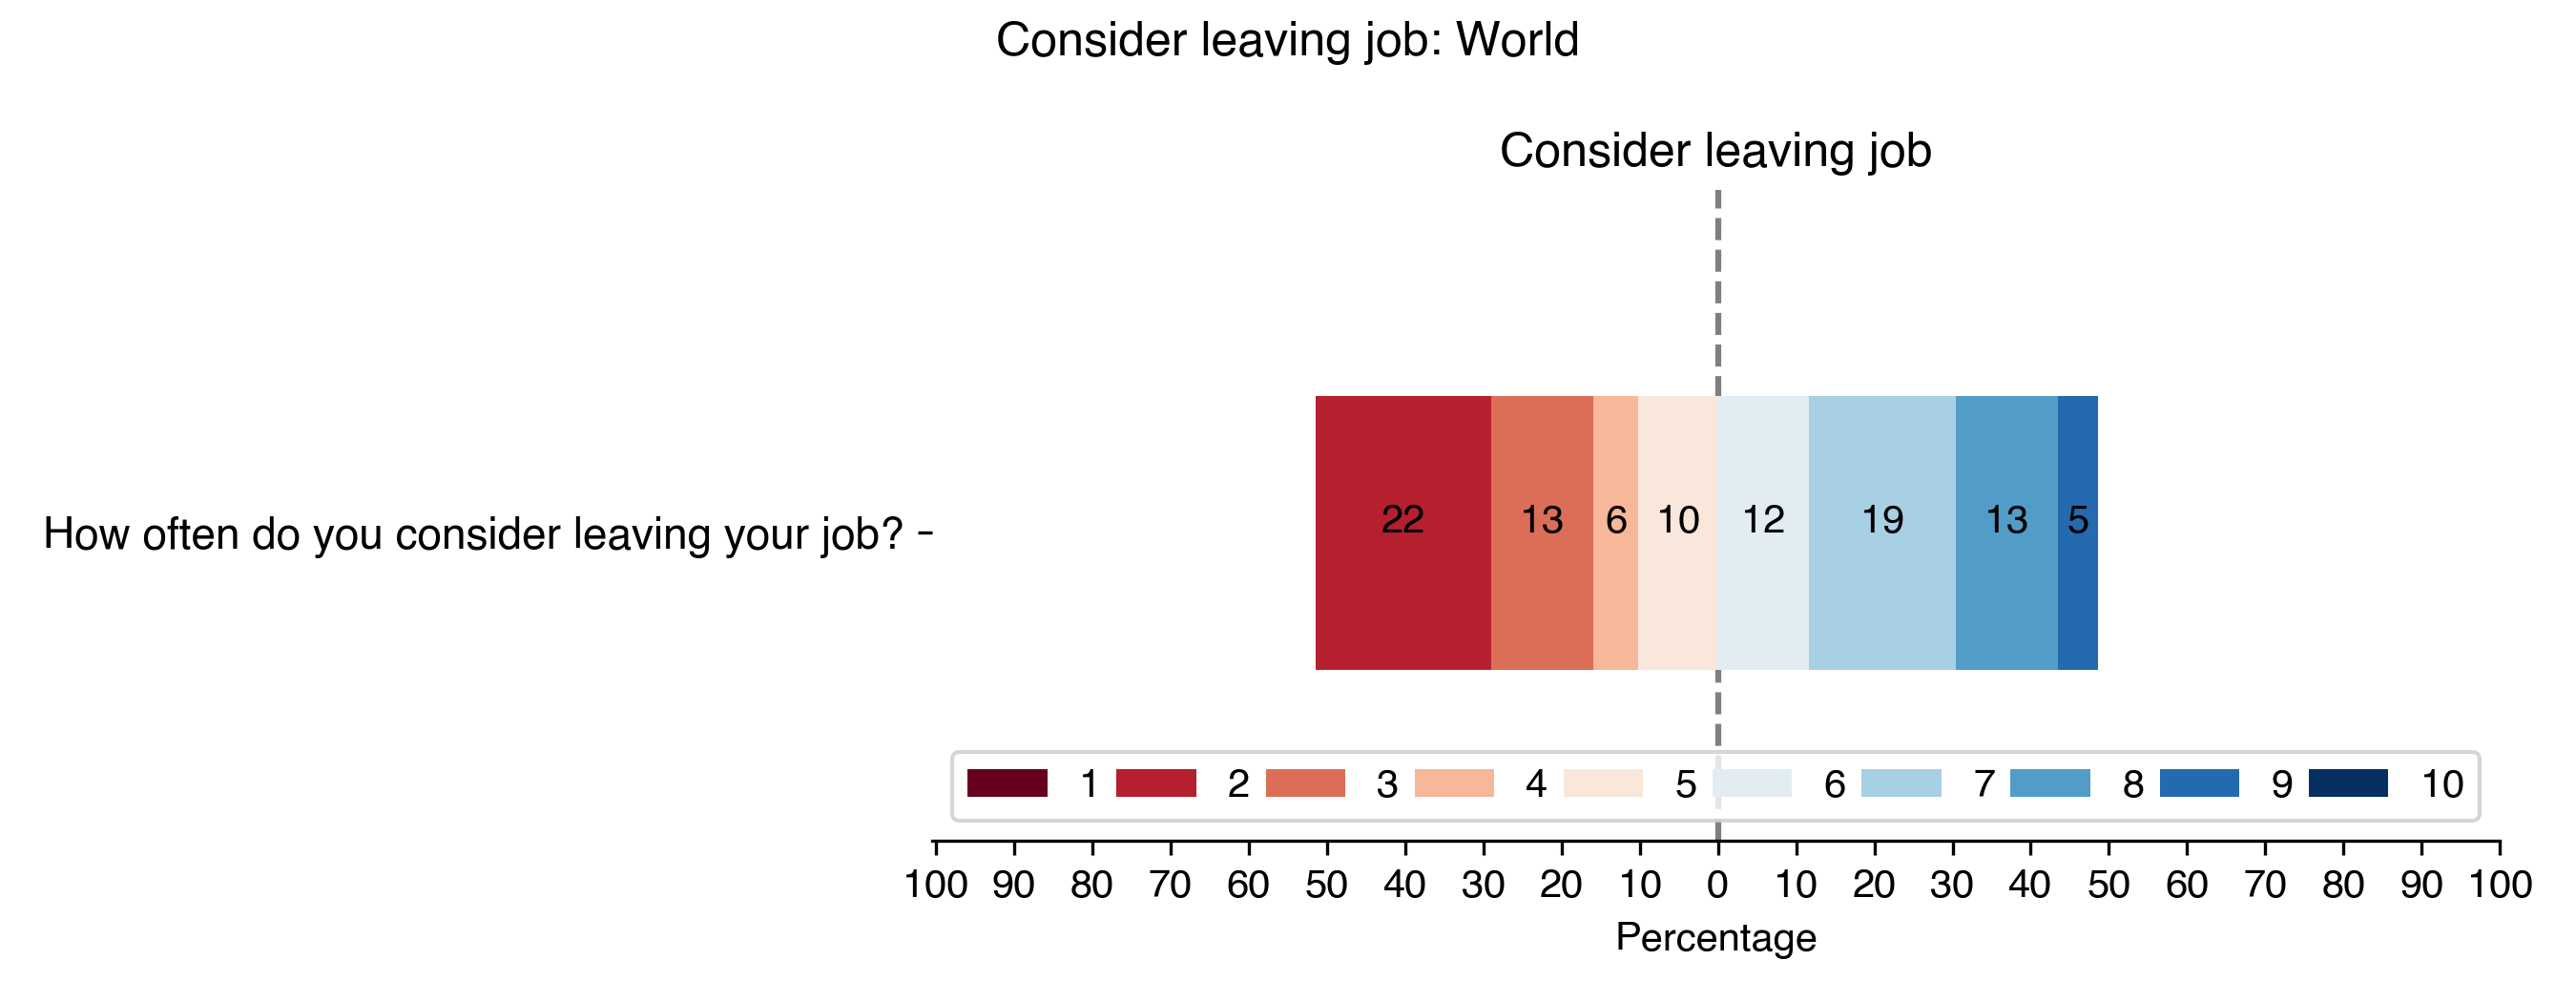 Consider leaving job: World
Consider leaving job
How often do you consider leaving your job?
22 13 6 10 12 19 13 5
1 2 3 4 5 6 7 8 9 10
100 90 80 70 60 50 40 30 20 10 0 10 20 30 40 50 60 70 80 90 100
Percentage